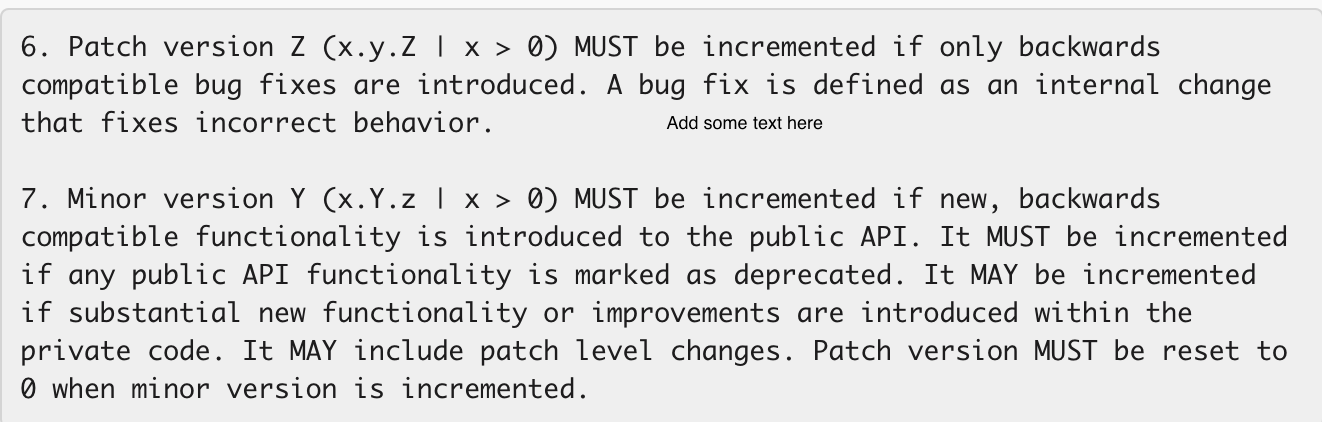 6. Patch version Z (x.y.Z | x > 0) MUST be incremented if only backwards
compatible bug fixes are introduced. A bug fix is defined as an internal change
that fixes incorrect behavior.
Add some text here
7. Minor version Y (x.Y.z | x > 0) MUST be incremented if new, backwards
compatible functionality is introduced to the public API. It MUST be incremented
if any public API functionality is marked as deprecated. It MAY be incremented
if substantial new functionality or improvements are introduced within the
private code. It MAY include patch level changes. Patch version MUST be reset to
0 when minor version is incremented.